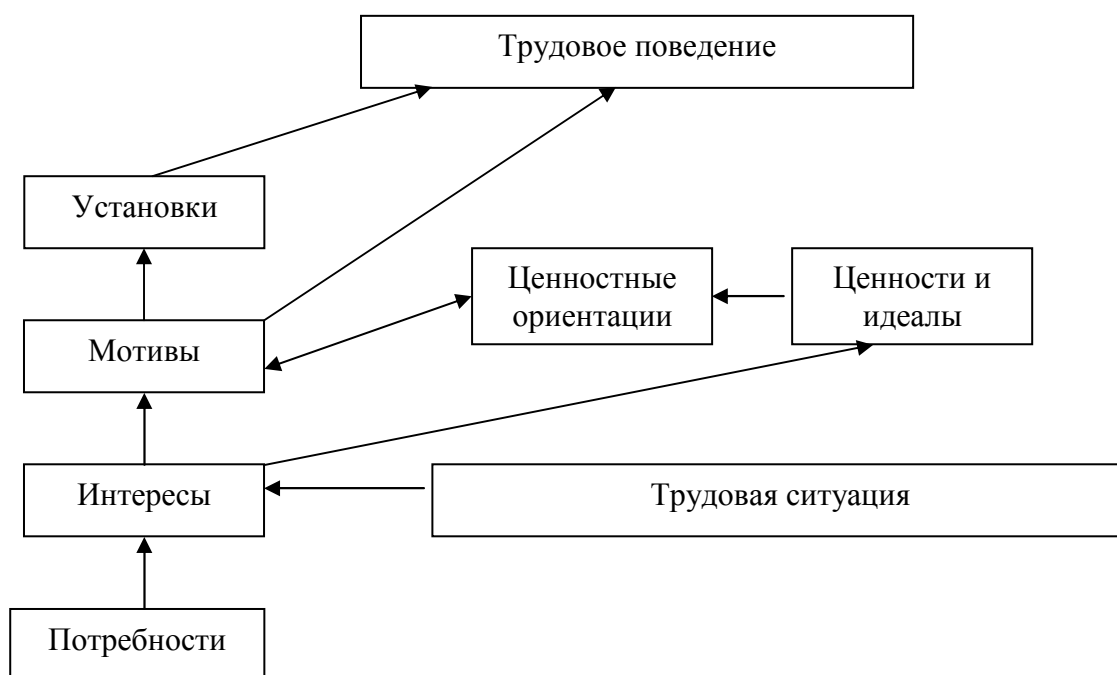 Трудовое поведение
Установки
Ценностные
ориентации
Ценности и
идеалы
Мотивы
Интересы
Трудовая ситуация
Потребности